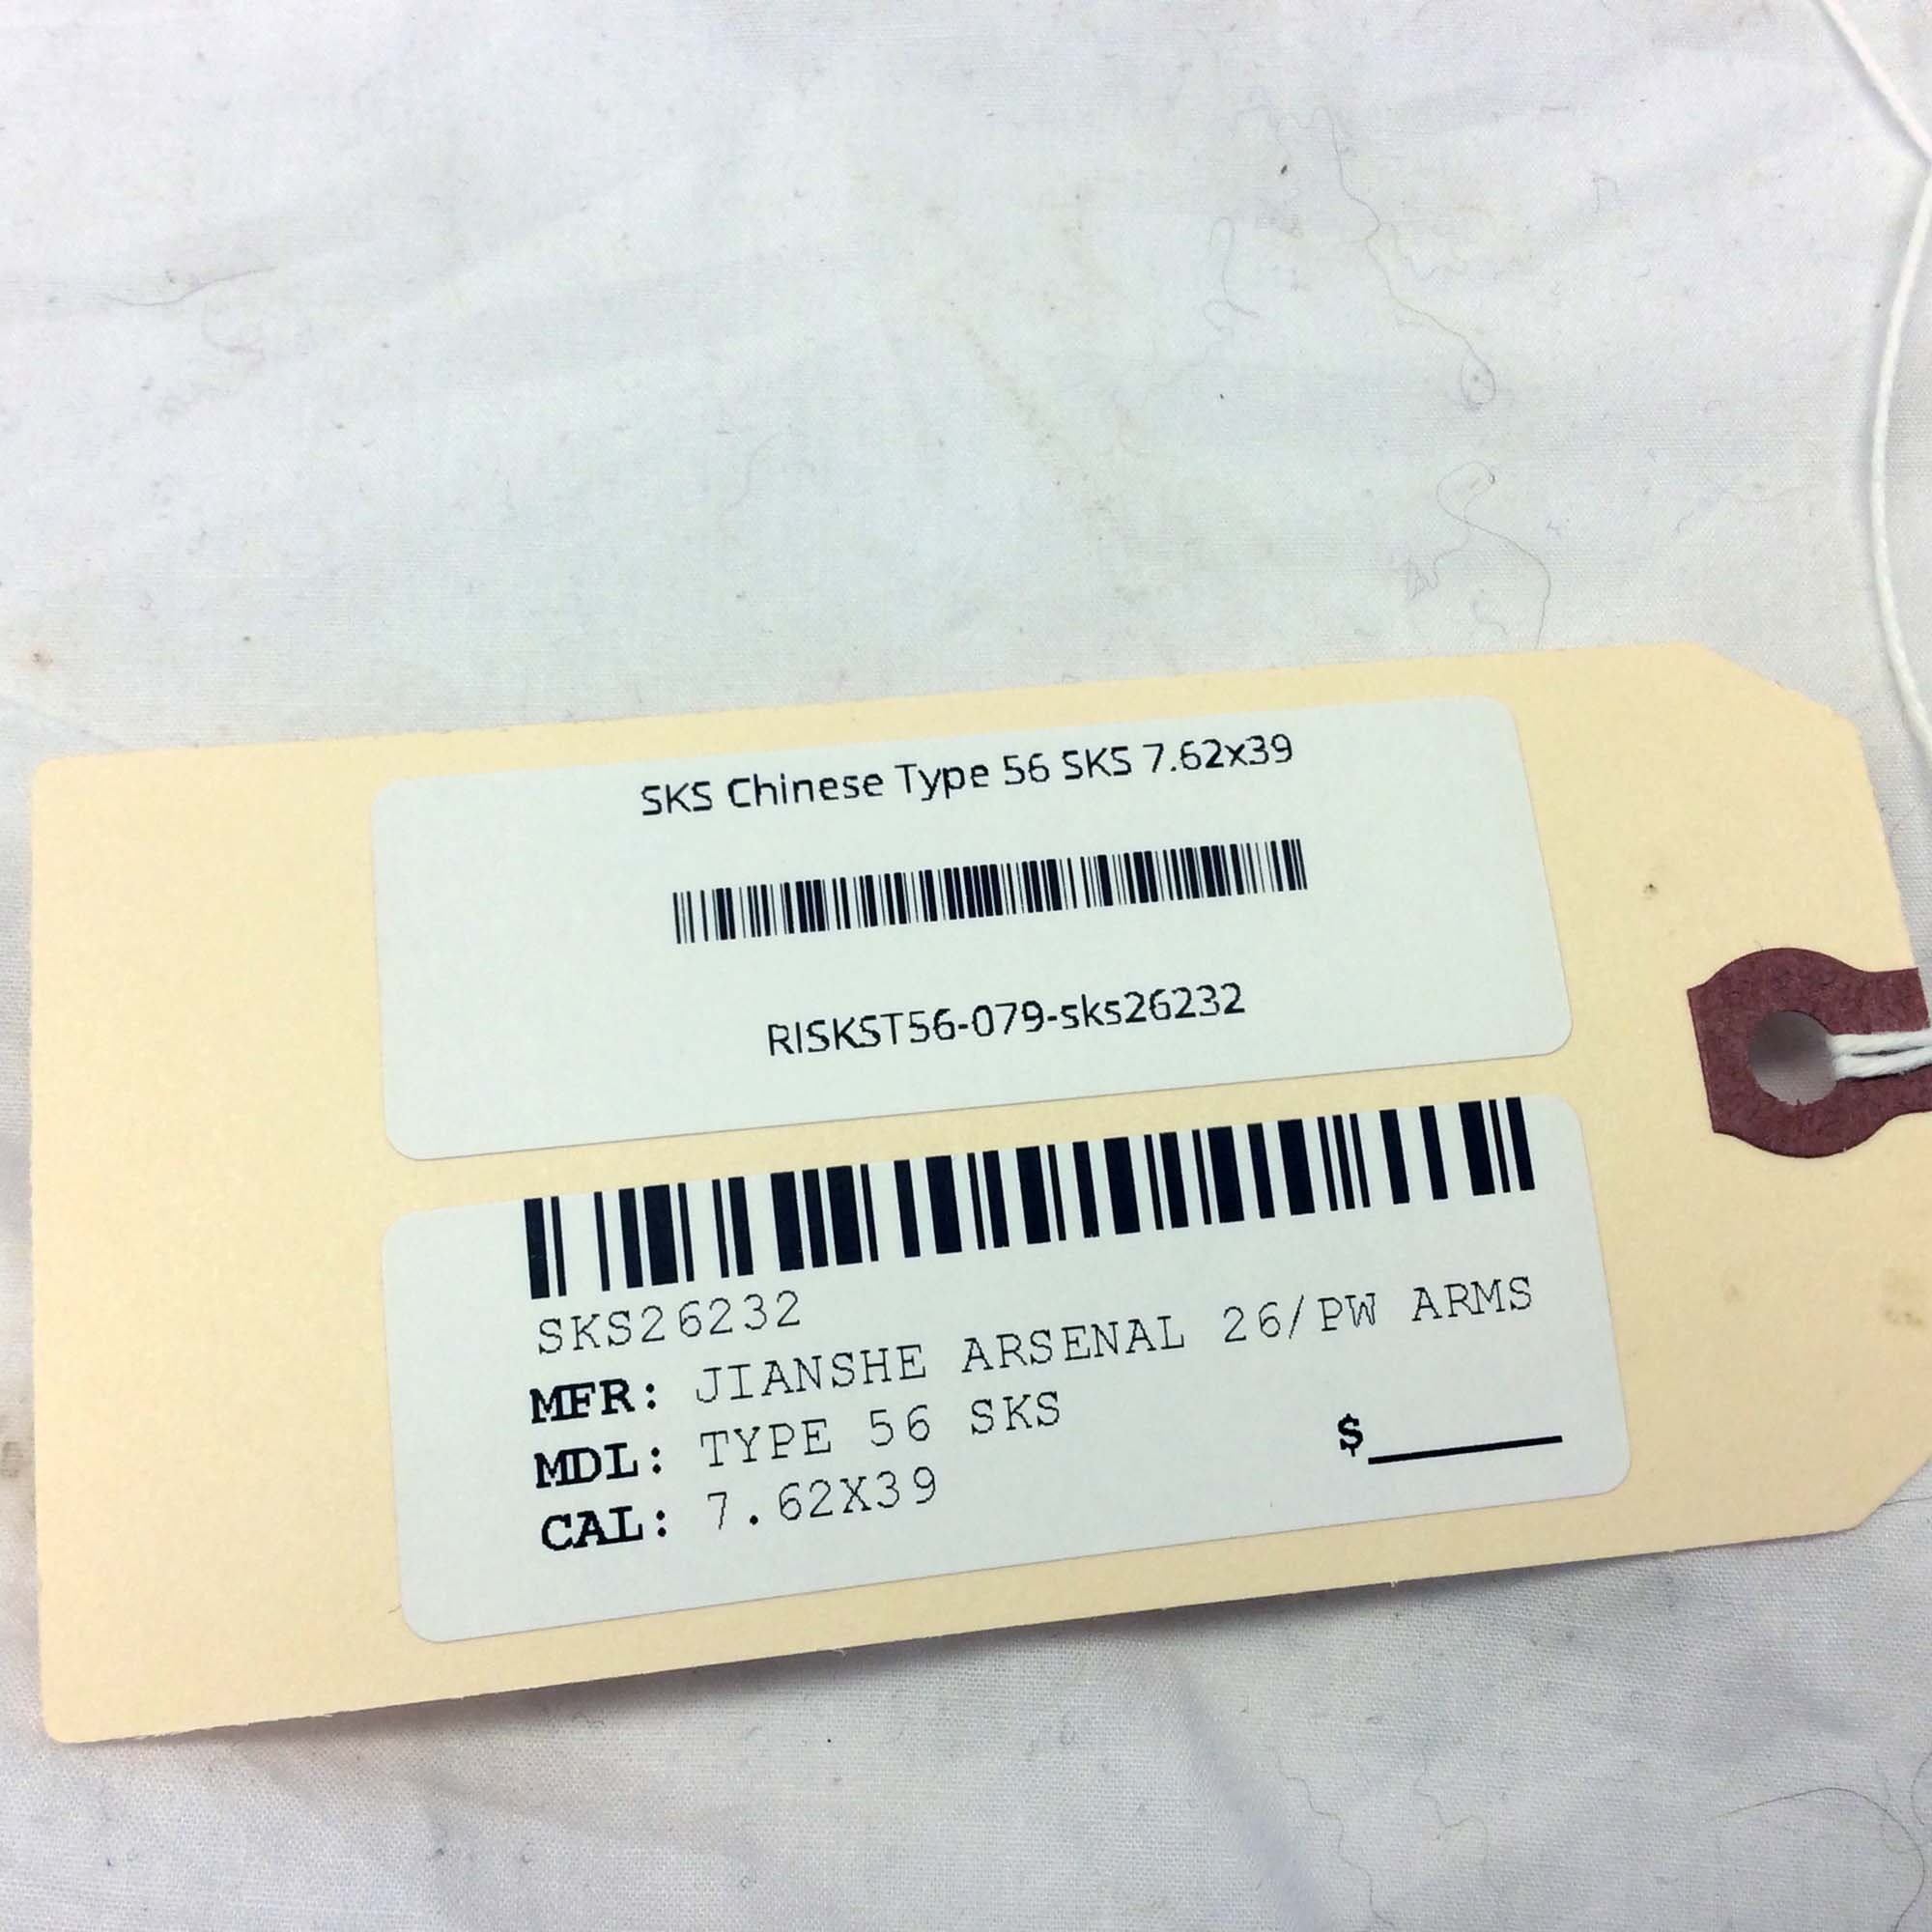 SKS Chinese Type 56 SKS 7.62x39
RISKST56-079-sks26232
SKS26232
MFR: JIANSHE ARSENAL 26/PW ARMS
MDL: TYPE 56 SKS
CAL: 7.62X39
$______